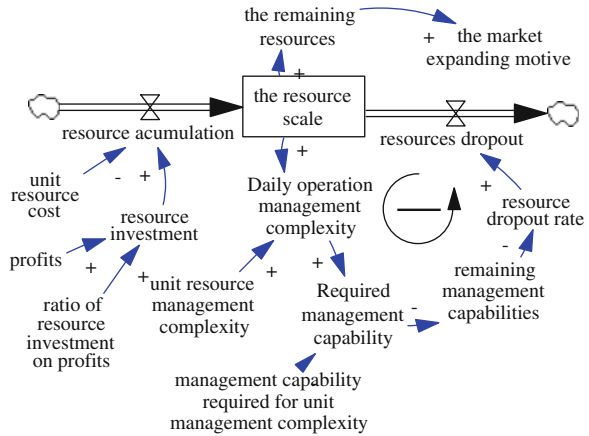 the remaining
resources
+
the market
expanding motive
+
the resource
scale
resource acumulation
resources dropout
+
unit
resource
cost
-
+
Daily operation
management
complexity
+
resource
dropout rate
resource
investment
-
profits
+
+
unit resource
management
complexity
+
+
remaining
management
capabilities
ratio of
resource
investment
on profits
Required
management
capability
-
management capability
required for unit
management complexity